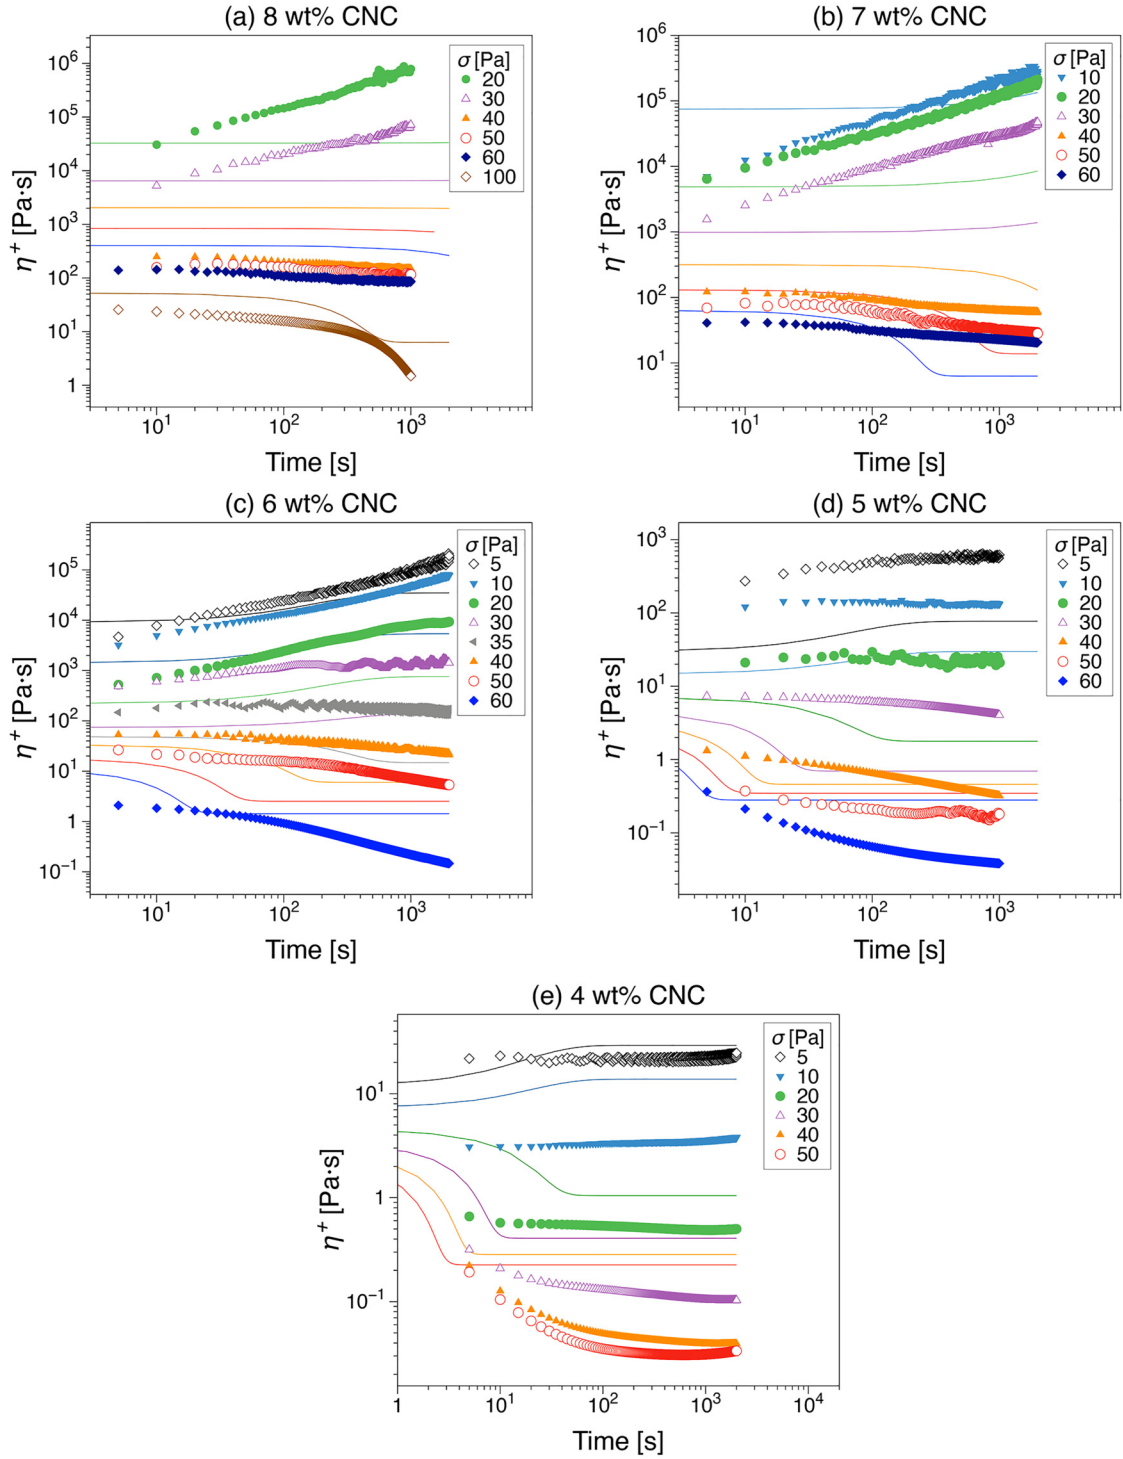 (a) 8 wt% CNC
η⁺ [Pa·s]
10⁶
10⁵
10⁴
10³
10²
10¹
1
10¹ 10² 10³
Time [s]
σ [Pa]
20
30
40
50
60
100
(b) 7 wt% CNC
η⁺ [Pa·s]
10⁶
10⁵
10⁴
10³
10²
10¹
10¹ 10² 10³
Time [s]
σ [Pa]
10
20
30
40
50
60
(c) 6 wt% CNC
η⁺ [Pa·s]
10⁵
10⁴
10³
10²
10¹
1
10⁻¹
10¹ 10² 10³
Time [s]
σ [Pa]
5
10
20
30
35
40
50
60
(d) 5 wt% CNC
η⁺ [Pa·s]
10³
10²
10¹
1
10⁻¹
10¹ 10² 10³
Time [s]
σ [Pa]
5
10
20
30
40
50
60
(e) 4 wt% CNC
η⁺ [Pa·s]
10¹
1
10⁻¹
1 10¹ 10² 10³ 10⁴
Time [s]
σ [Pa]
5
10
20
30
40
50